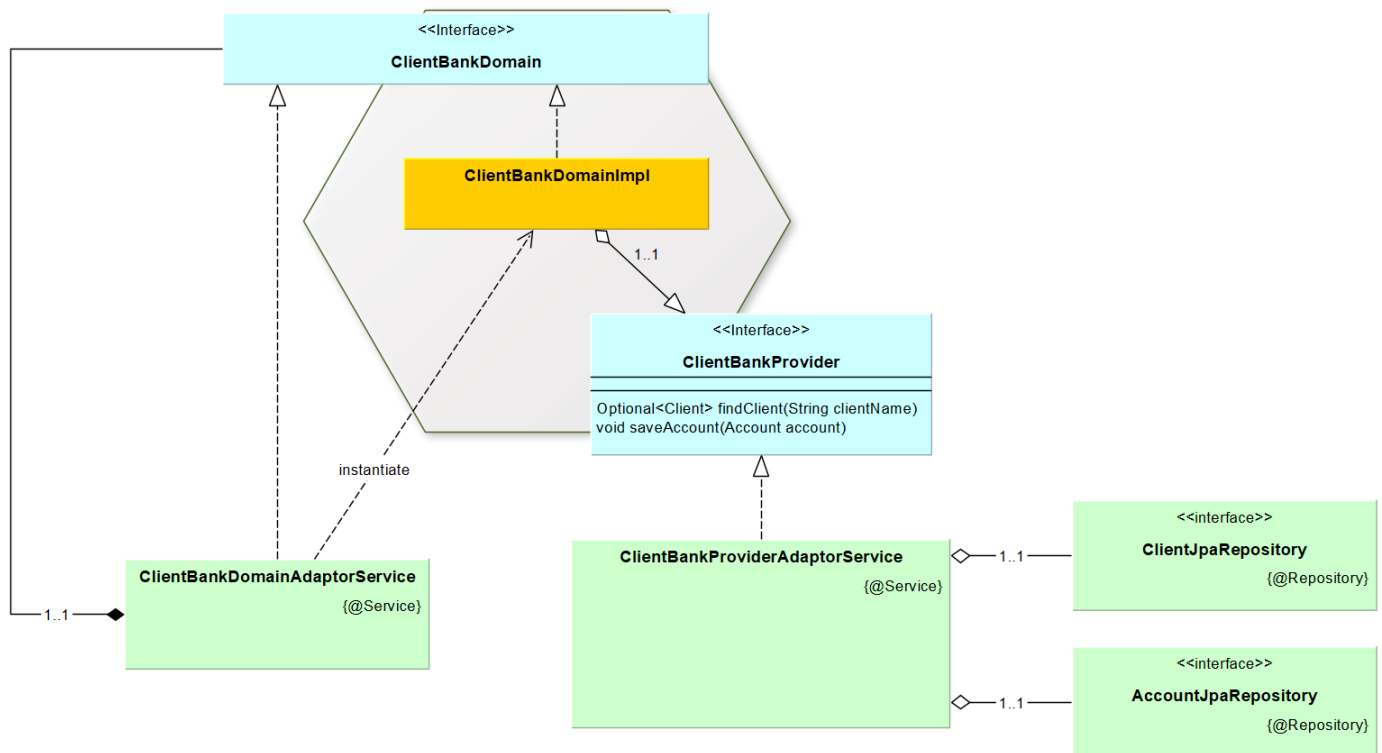 <<Interface>>
ClientBankDomain
ClientBankDomainImpl
1..1
<<Interface>>
ClientBankProvider
Optional<Client> findClient(String clientName)
void saveAccount(Account account)
instantiate
ClientBankDomainAdaptorService
{@Service}
1..1
ClientBankProviderAdaptorService
{@Service}
1..1
1..1
<<interface>>
ClientJpaRepository
{@Repository}
<<interface>>
AccountJpaRepository
{@Repository}